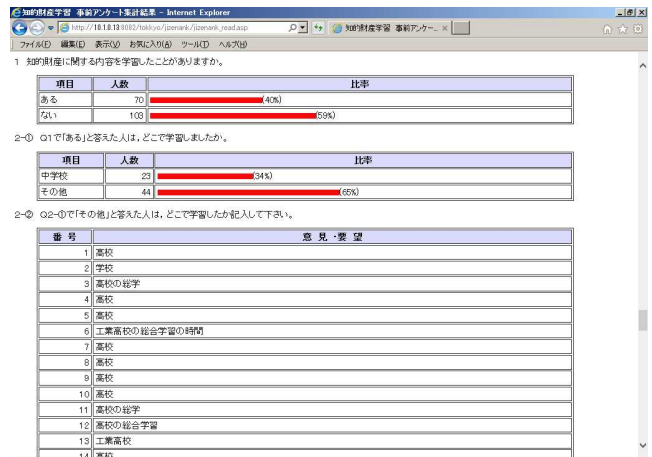 知的財産学習 事前アンケート集計結果 - Internet Explorer
http://10.1.0.13:8082/tokkyo/jizenank/jizenank_read.asp
知的財産学習 事前アンケー...
ファイル(F) 編集(E) 表示(V) お気に入り(A) ツール(T) ヘルプ(H)
1 知的財産に関する内容を学習したことがありますか。
項目 人数 比率
ある 70 (40%)
ない 103 (59%)
2-① Q1で「ある」と答えた人は，どこで学習しましたか。
項目 人数 比率
中学校 23 (34%)
その他 44 (65%)
2-② Q2-①で「その他」と答えた人は，どこで学習したか記入して下さい。
番 号 意 見 ・要 望
1 高校
2 学校
3 高校の総学
4 高校
5 高校
6 工業高校の総合学習の時間
7 高校
8 高校
9 高校
10 高校
11 高校の総学
12 高校の総合学習
13 工業高校
14 高校